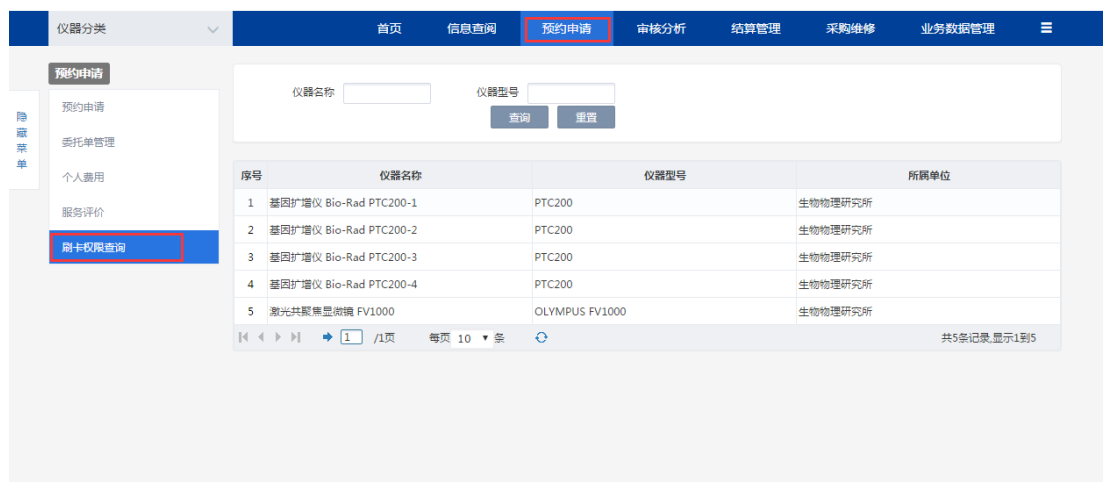 仪器分类 首页 信息查阅 预约申请 审核分析 结算管理 采购维修 业务数据管理
预约申请
预约申请
委托单管理
个人费用
服务评价
刷卡权限查询
隐藏菜单
仪器名称 仪器型号
查询 重置
序号 仪器名称 仪器型号 所属单位
1 基因扩增仪 Bio-Rad PTC200-1 PTC200 生物物理研究所
2 基因扩增仪 Bio-Rad PTC200-2 PTC200 生物物理研究所
3 基因扩增仪 Bio-Rad PTC200-3 PTC200 生物物理研究所
4 基因扩增仪 Bio-Rad PTC200-4 PTC200 生物物理研究所
5 激光共聚焦显微镜 FV1000 OLYMPUS FV1000 生物物理研究所
1 /1页 每页 10 条 共5条记录,显示1到5